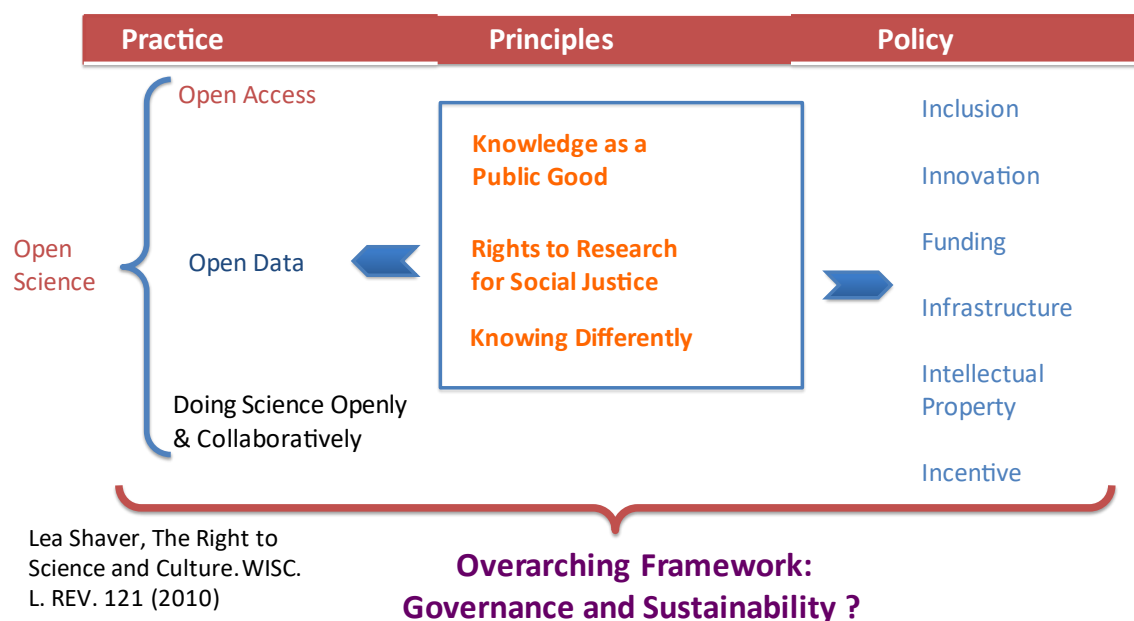 Practice
Principles
Policy
Open Access
Open
Science
Open Data
Doing Science Openly
& Collaboratively
Knowledge as a
Public Good
Rights to Research
for Social Justice
Knowing Differently
Inclusion
Innovation
Funding
Infrastructure
Intellectual
Property
Incentive
Lea Shaver, The Right to
Science and Culture. WISC.
L. REV. 121 (2010)
Overarching Framework:
Governance and Sustainability ?